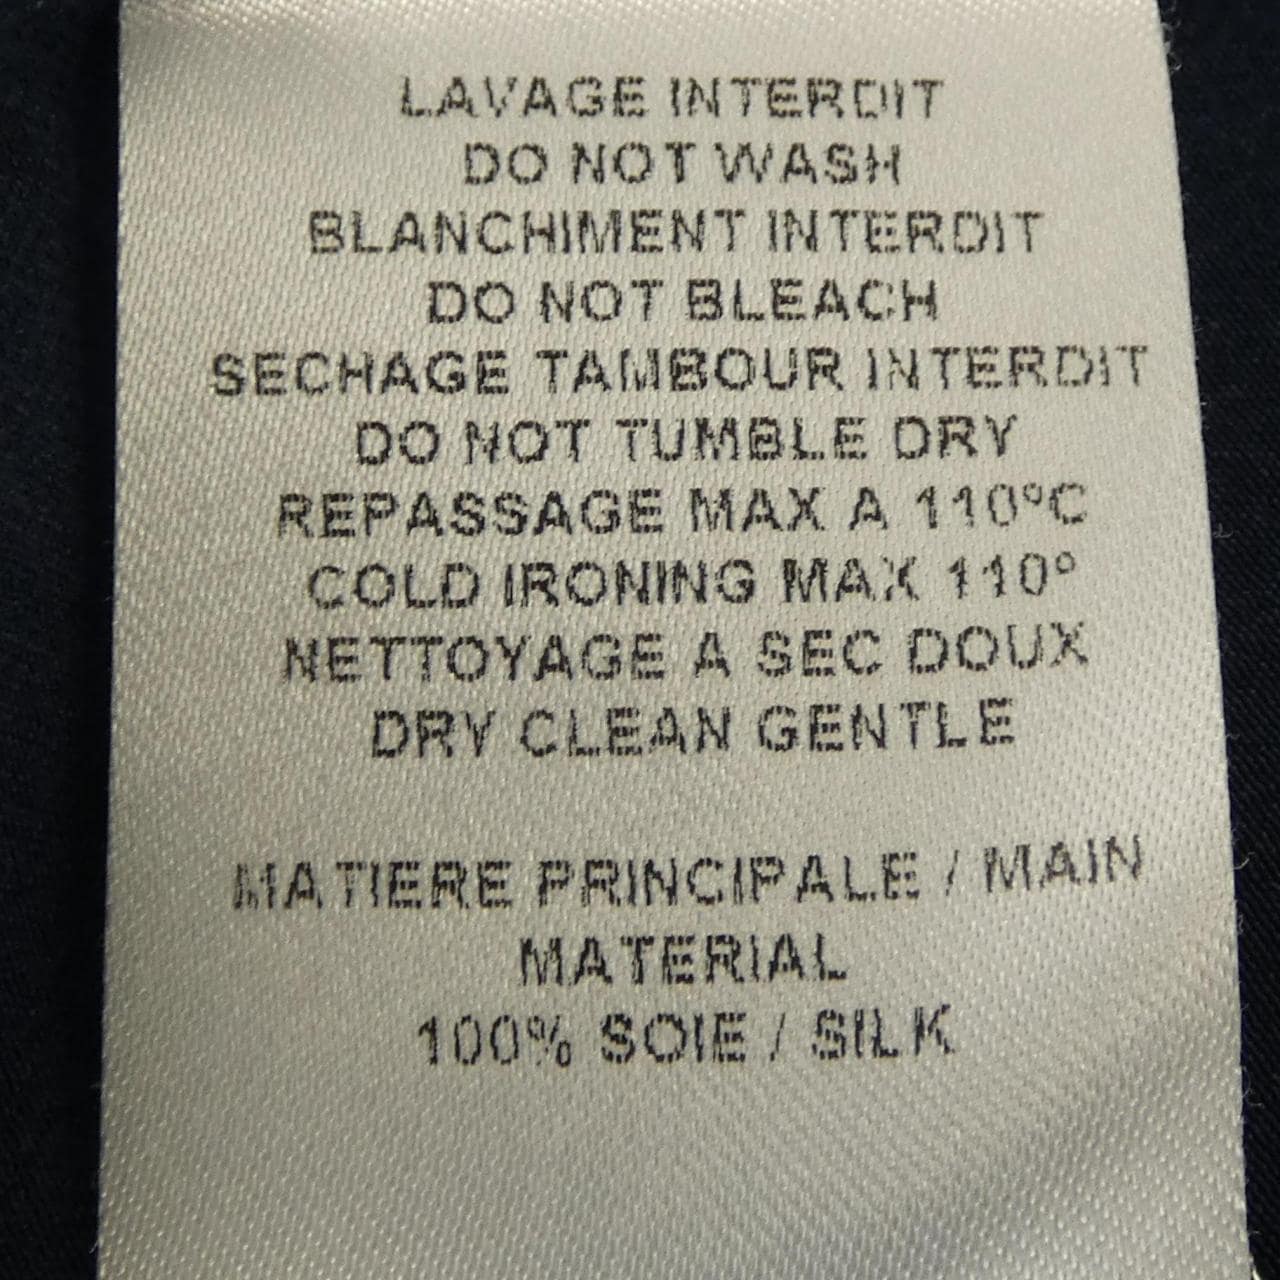 LAVAGE INTERDIT
DO NOT WASH
BLANCHIMENT INTERDIT
DO NOT BLEACH
SECHAGE TAMBOUR INTERDIT
DO NOT TUMBLE DRY
REPASSAGE MAX A 110°C
COLD IRONING MAX 110°
NETTOYAGE A SEC DOUX
DRY CLEAN GENTLE
MATIERE PRINCIPALE / MAIN
MATERIAL
100% SOIE / SILK